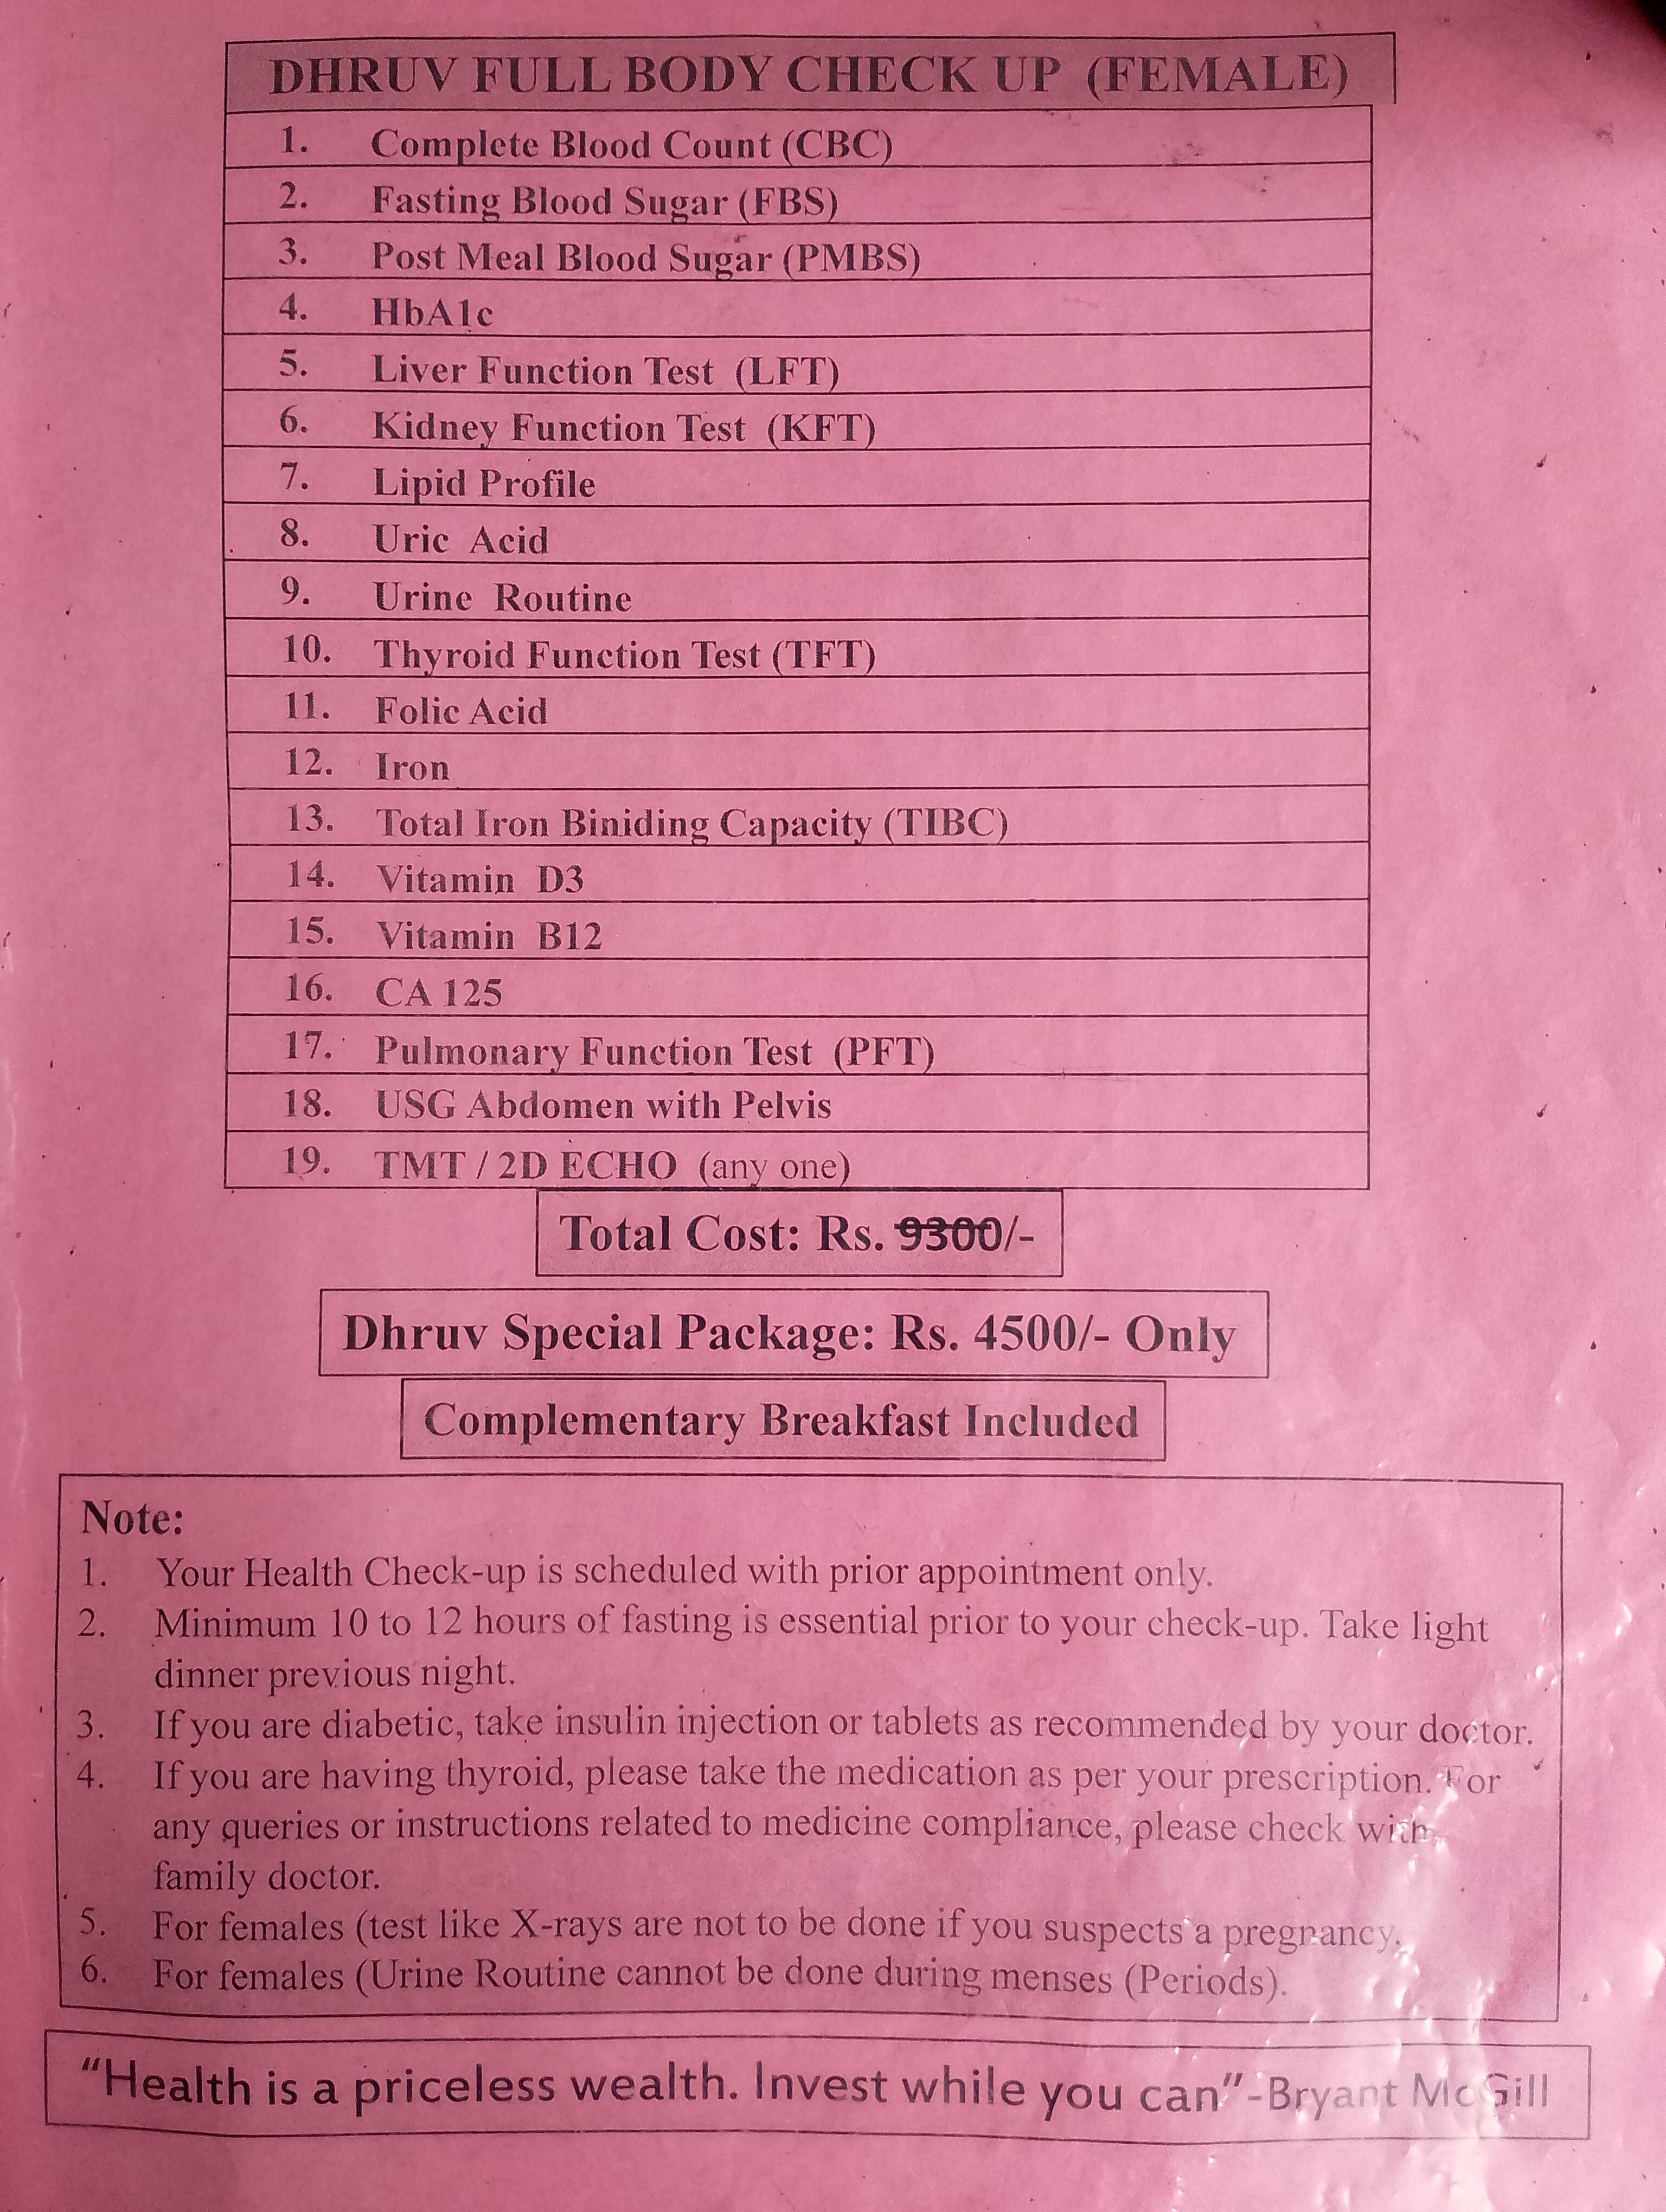 DHRUV FULL BODY CHECK UP (FEMALE)
1. Complete Blood Count (CBC)
2. Fasting Blood Sugar (FBS)
3. Post Meal Blood Sugar (PMBS)
4. HbA1c
5. Liver Function Test (LFT)
6. Kidney Function Test (KFT)
7. Lipid Profile
8. Uric Acid
9. Urine Routine
10. Thyroid Function Test (TFT)
11. Folic Acid
12. Iron
13. Total Iron Biniding Capacity (TIBC)
14. Vitamin D3
15. Vitamin B12
16. CA 125
17. Pulmonary Function Test (PFT)
18. USG Abdomen with Pelvis
19. TMT / 2D ECHO (any one)
Total Cost: Rs. 9300/-
Dhruv Special Package: Rs. 4500/- Only
Complementary Breakfast Included
Note:
1. Your Health Check-up is scheduled with prior appointment only.
2. Minimum 10 to 12 hours of fasting is essential prior to your check-up. Take light
dinner previous night.
3. If you are diabetic, take insulin injection or tablets as recommended by your doctor.
4. If you are having thyroid, please take the medication as per your prescription. For
any queries or instructions related to medicine compliance, please check with
family doctor.
5. For females (test like X-rays are not to be done if you suspects a pregnancy.
6. For females (Urine Routine cannot be done during menses (Periods).
“Health is a priceless wealth. Invest while you can”-Bryant McGill